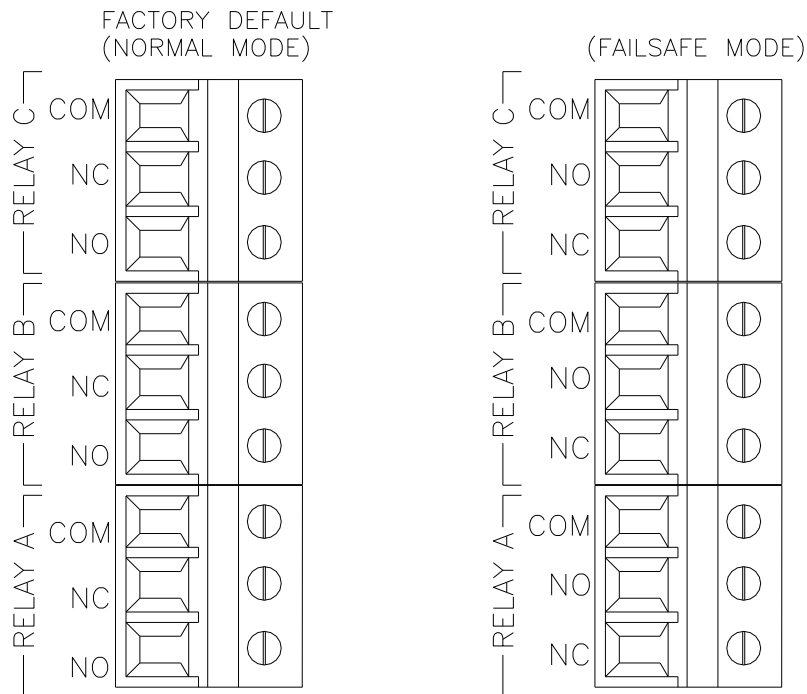 FACTORY DEFAULT
(NORMAL MODE)
RELAY C
COM
NC
NO
RELAY B
COM
NC
NO
RELAY A
COM
NC
NO
(FAILSAFE MODE)
RELAY C
COM
NO
NC
RELAY B
COM
NO
NC
RELAY A
COM
NO
NC